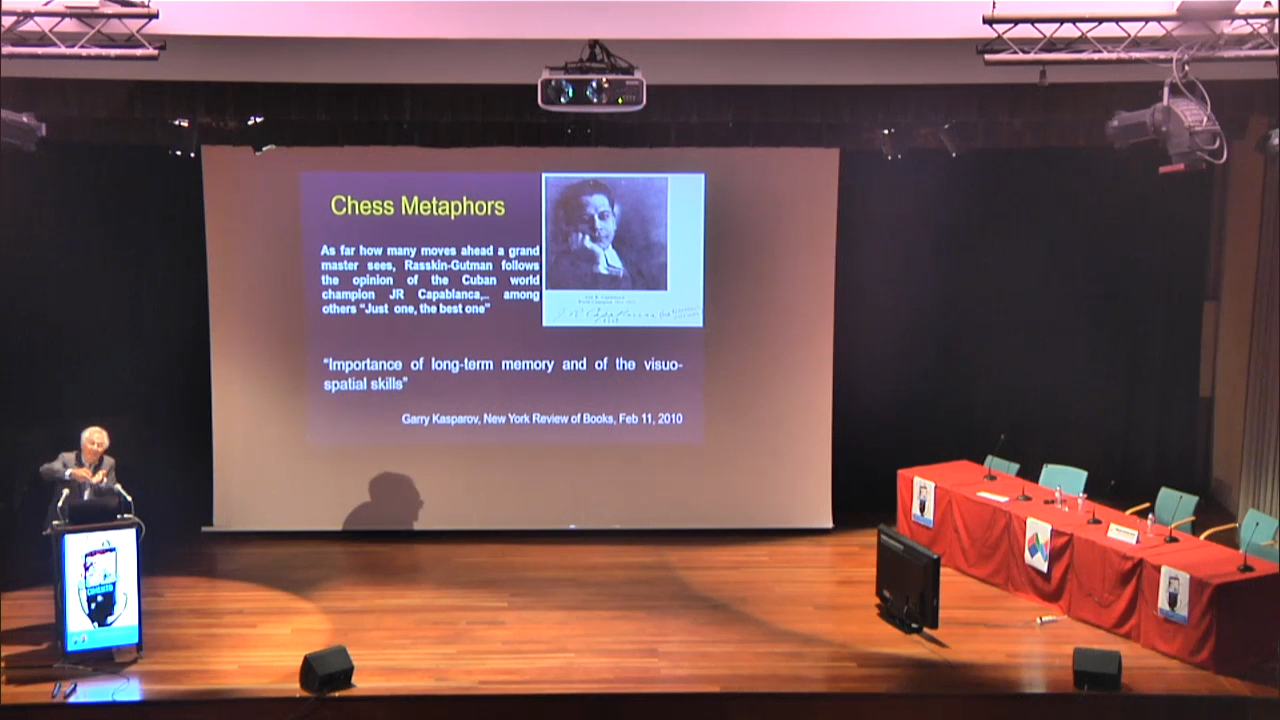 Chess Metaphors
As far how many moves ahead a grand
master sees, Rasskin-Gutman follows
the opinion of the Cuban world
champion JR Capablanca,.. among
others “Just one, the best one”
“Importance of long-term memory and of the visuo-
spatial skills”
Garry Kasparov, New York Review of Books, Feb 11, 2010